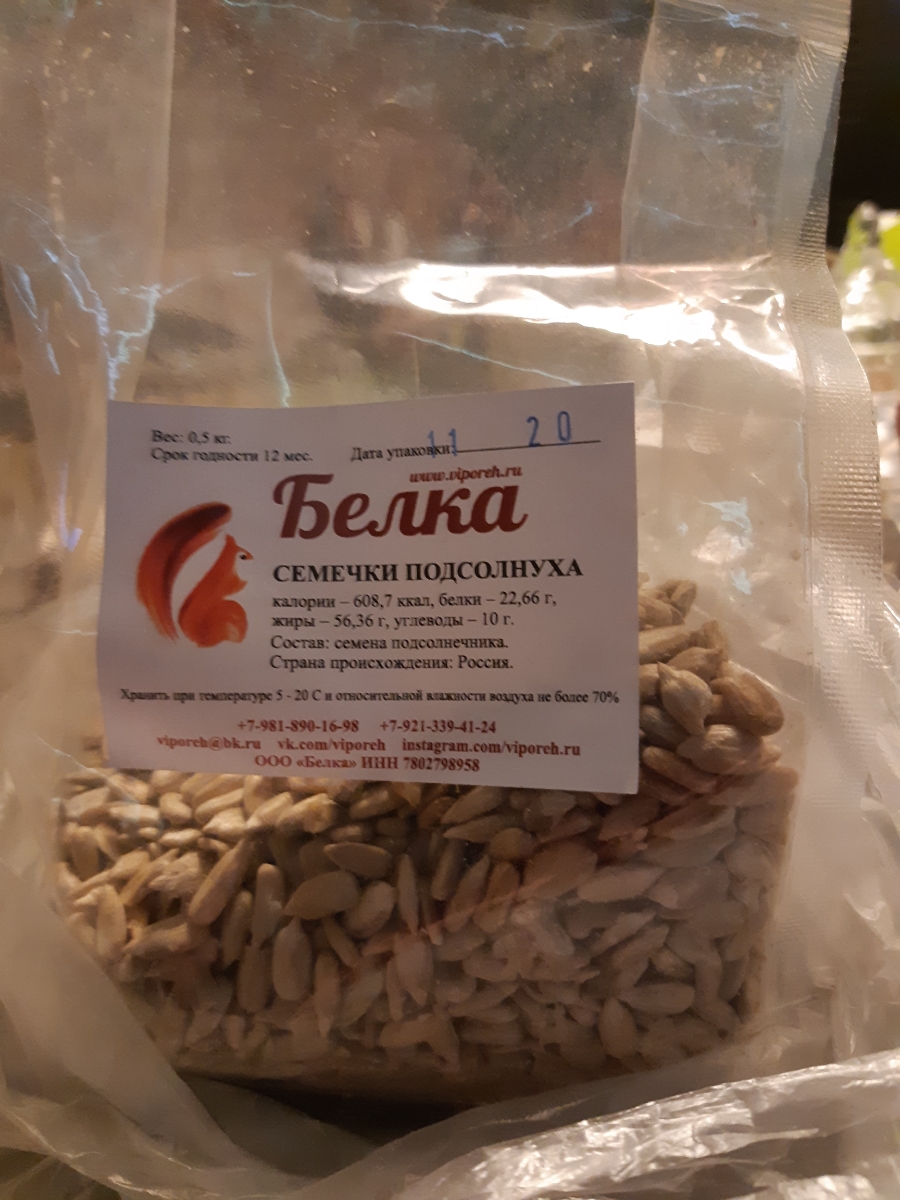 Вес: 0,5 кг.
Срок годности 12 мес. Дата упаковки: 11 20
www.viporeh.ru
Белка
СЕМЕЧКИ ПОДСОЛНУХА
калории – 608,7 ккал, белки – 22,66 г,
жиры – 56,36 г, углеводы – 10 г.
Состав: семена подсолнечника.
Страна происхождения: Россия.
Хранить при температуре 5 - 20 С и относительной влажности воздуха не более 70%
+7-981-890-16-98 +7-921-339-41-24
viporeh@bk.ru vk.com/viporeh instagram.com/viporeh.ru
ООО «Белка» ИНН 7802798958